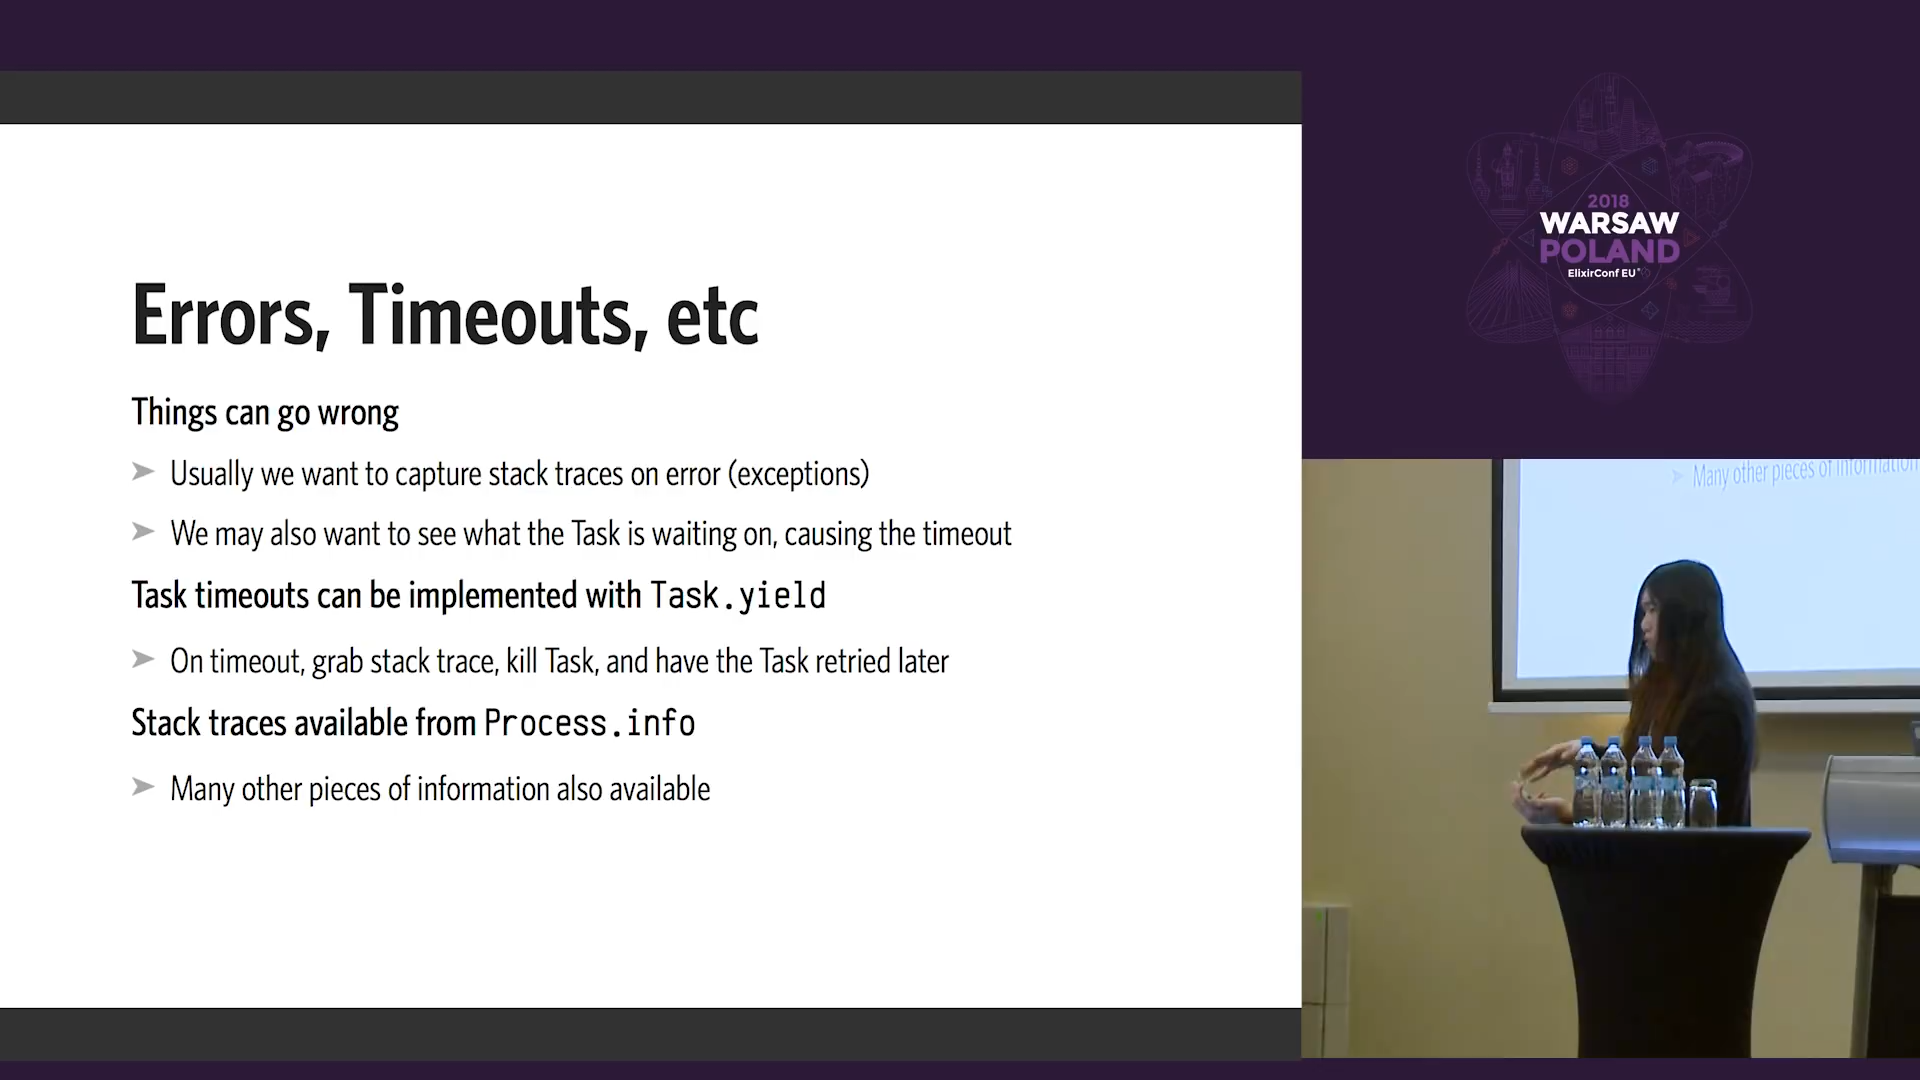 Errors, Timeouts, etc
Things can go wrong
➤ Usually we want to capture stack traces on error (exceptions)
➤ We may also want to see what the Task is waiting on, causing the timeout
Task timeouts can be implemented with Task.yield
➤ On timeout, grab stack trace, kill Task, and have the Task retried later
Stack traces available from Process.info
➤ Many other pieces of information also available
2018
WARSAW
POLAND
ElixirConf EU
➤ Many other pieces of information